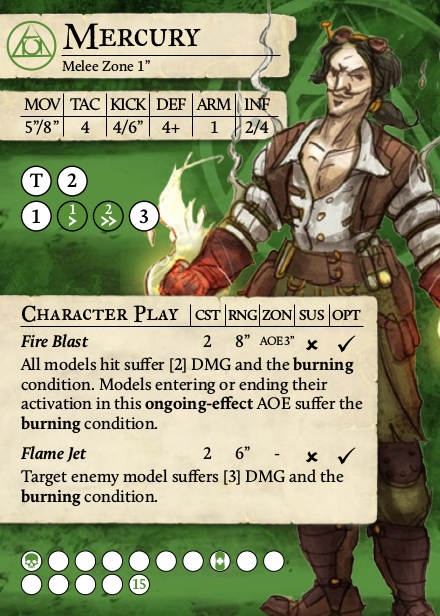 Mercury
Melee Zone 1”
MOV TAC KICK DEF ARM INF
5”/8” 4 4/6” 4+ 1 2/4
T 2
1 1> 2>> 3
Character Play CST RNG ZON SUS OPT
Fire Blast 2 8” AOE 3” ✗ ✓
All models hit suffer [2] DMG and the burning
condition. Models entering or ending their
activation in this ongoing-effect AOE suffer the
burning condition.
Flame Jet 2 6” - ✗ ✓
Target enemy model suffers [3] DMG and the
burning condition.
15